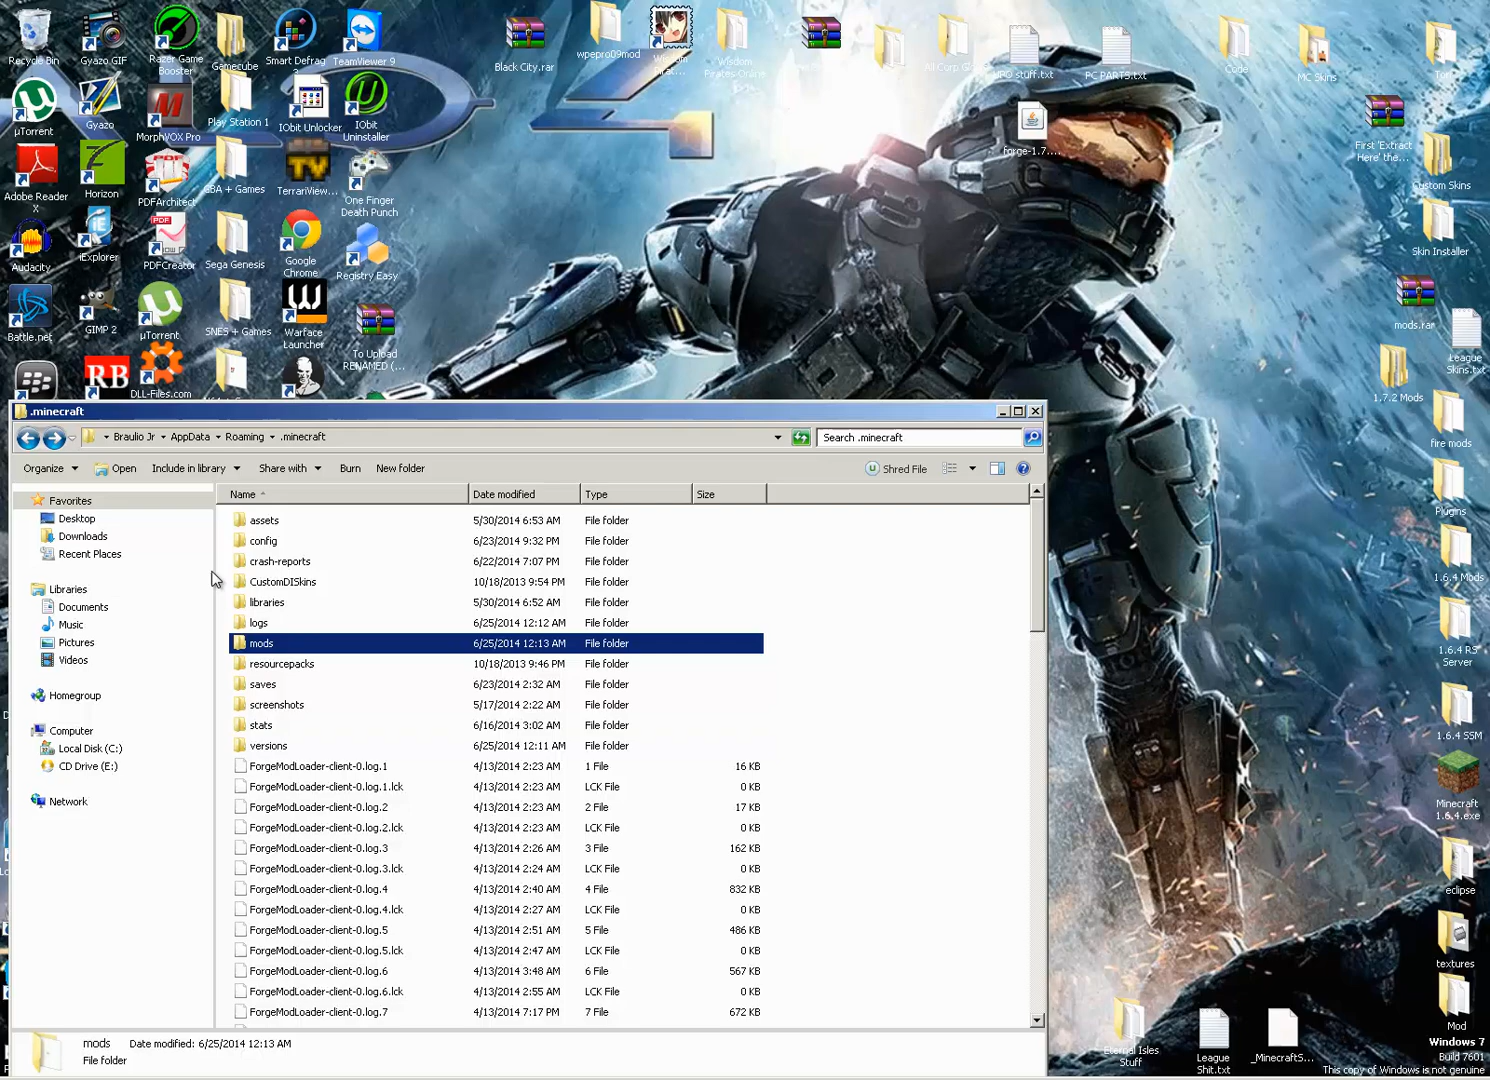 Recycle Bin
Gyazo GIF
Razer Game
Booster
Gamecube
Smart Defrag
TeamViewer 9
Black City.rar
wpepro09mod
Wisdom
Pirates Online
stuff.txt
PC PARTS.txt
Code
MC Skins
µTorrent
Gyazo
MorphVOX Pro
Play Station 1
IObit Unlocker
IObit
Uninstaller
forge-1.7....
First 'Extract
Here' the...
Custom Skins
Adobe Reader
X
Horizon
PDFArchitect
GBA + Games
TerrariView...
One Finger
Death Punch
Audacity
iExplorer
PDFCreator
Sega Genesis
Google
Chrome
Registry Easy
Skin Installer
Battle.net
GIMP 2
µTorrent
SNES + Games
Warface
Launcher
To Upload
RENAMED (...
mods.rar
League
Skins.txt
RB
DLL-Files.com
1.7.2 Mods
fire mods
Plugins
1.6.4 Mods
1.6.4 RS
Server
1.6.4 SSM
Minecraft
1.6.4.exe
eclipse
textures
Mod
Eternal Isles
Stuff
League
Shit.txt
_MinecraftS...
Windows 7
Build 7601
This copy of Windows is not genuine
.minecraft
Braulio Jr AppData Roaming .minecraft
Search .minecraft
Organize Open Include in library Share with Burn New folder Shred File
Favorites
Desktop
Downloads
Recent Places
Libraries
Documents
Music
Pictures
Videos
Homegroup
Computer
Local Disk (C:)
CD Drive (E:)
Network
Name Date modified Type Size
assets 5/30/2014 6:53 AM File folder
config 6/23/2014 9:32 PM File folder
crash-reports 6/22/2014 7:07 PM File folder
CustomDISkins 10/18/2013 9:54 PM File folder
libraries 5/30/2014 6:52 AM File folder
logs 6/25/2014 12:12 AM File folder
mods 6/25/2014 12:13 AM File folder
resourcepacks 10/18/2013 9:46 PM File folder
saves 6/23/2014 2:32 AM File folder
screenshots 5/17/2014 2:22 AM File folder
stats 6/16/2014 3:02 AM File folder
versions 6/25/2014 12:11 AM File folder
ForgeModLoader-client-0.log.1 4/13/2014 2:23 AM 1 File 16 KB
ForgeModLoader-client-0.log.1.lck 4/13/2014 2:23 AM LCK File 0 KB
ForgeModLoader-client-0.log.2 4/13/2014 2:23 AM 2 File 17 KB
ForgeModLoader-client-0.log.2.lck 4/13/2014 2:23 AM LCK File 0 KB
ForgeModLoader-client-0.log.3 4/13/2014 2:26 AM 3 File 162 KB
ForgeModLoader-client-0.log.3.lck 4/13/2014 2:24 AM LCK File 0 KB
ForgeModLoader-client-0.log.4 4/13/2014 2:40 AM 4 File 832 KB
ForgeModLoader-client-0.log.4.lck 4/13/2014 2:27 AM LCK File 0 KB
ForgeModLoader-client-0.log.5 4/13/2014 2:51 AM 5 File 486 KB
ForgeModLoader-client-0.log.5.lck 4/13/2014 2:47 AM LCK File 0 KB
ForgeModLoader-client-0.log.6 4/13/2014 3:48 AM 6 File 567 KB
ForgeModLoader-client-0.log.6.lck 4/13/2014 2:55 AM LCK File 0 KB
ForgeModLoader-client-0.log.7 4/13/2014 7:17 PM 7 File 672 KB
mods Date modified: 6/25/2014 12:13 AM
File folder